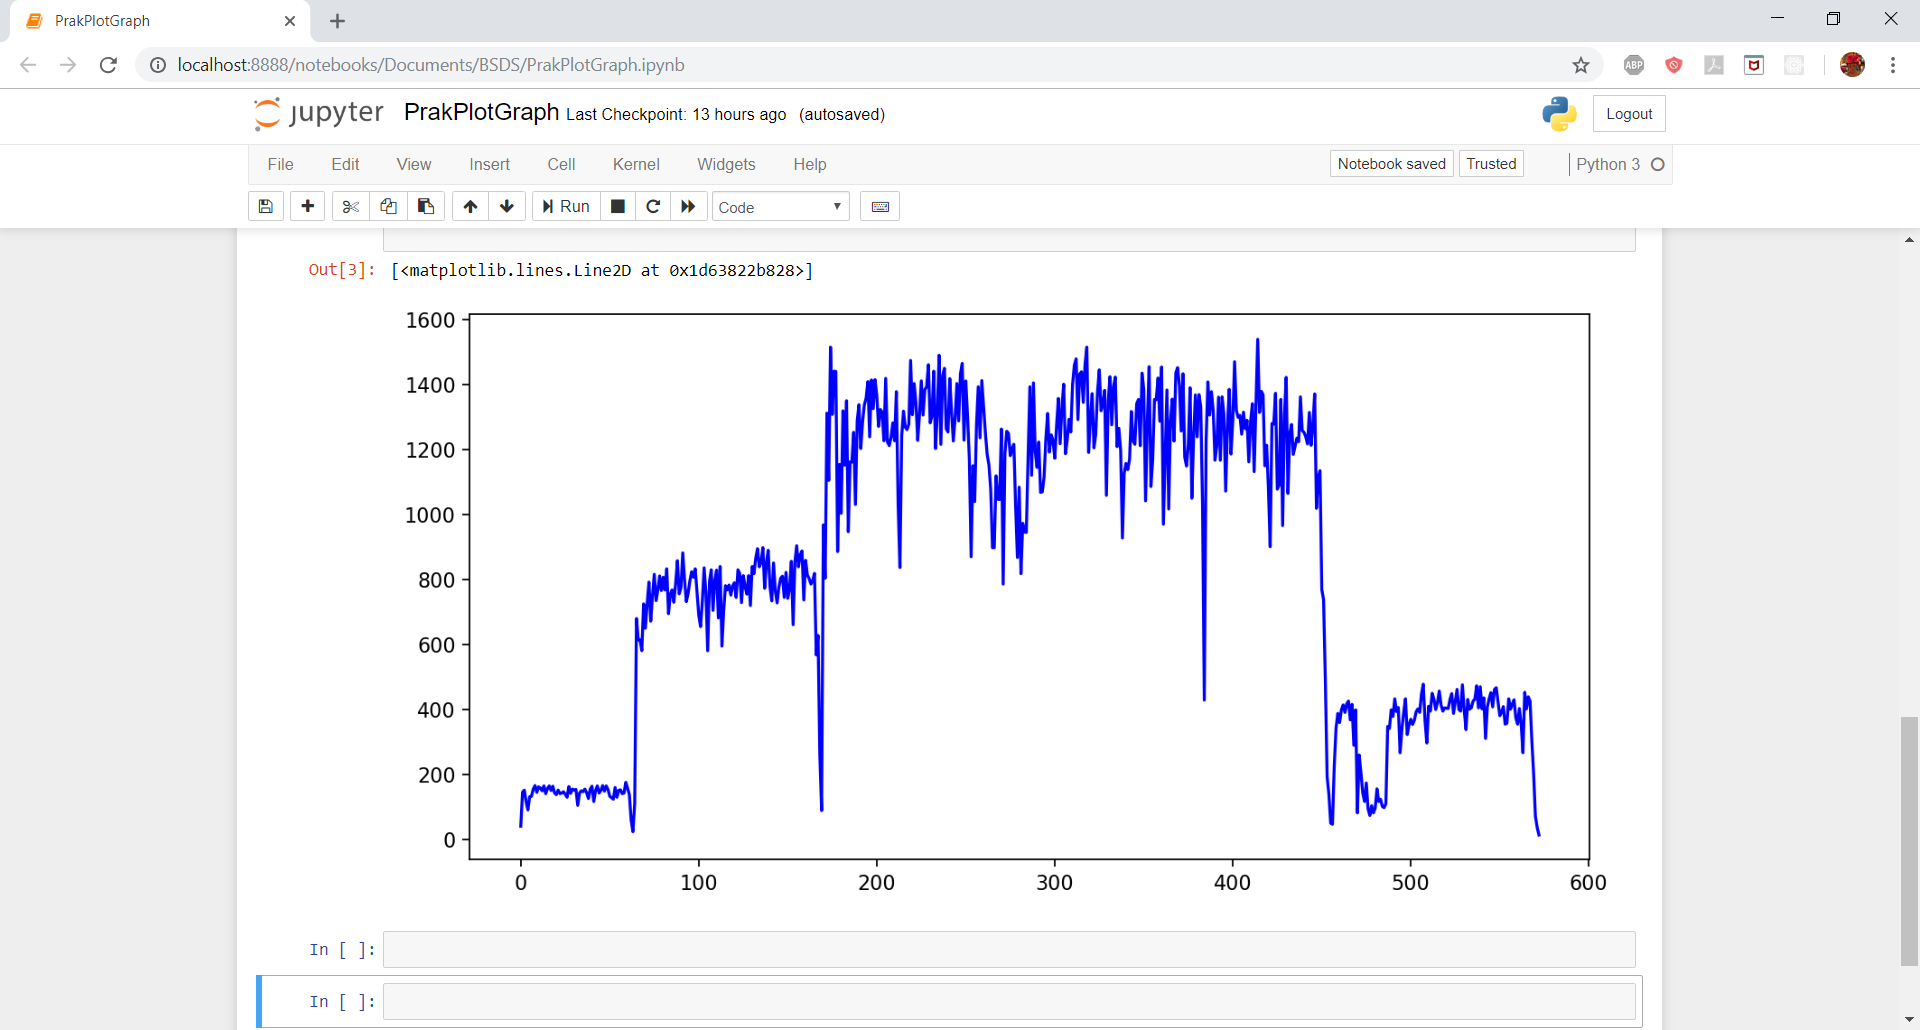 PrakPlotGraph
localhost:8888/notebooks/Documents/BSDS/PrakPlotGraph.ipynb
ABP
jupyter PrakPlotGraph Last Checkpoint: 13 hours ago (autosaved)
Logout
File Edit View Insert Cell Kernel Widgets Help
Notebook saved Trusted Python 3
Run Code
Out[3]: [<matplotlib.lines.Line2D at 0x1d63822b828>]
1600
1400
1200
1000
800
600
400
200
0
0 100 200 300 400 500 600
In [ ]:
In [ ]: